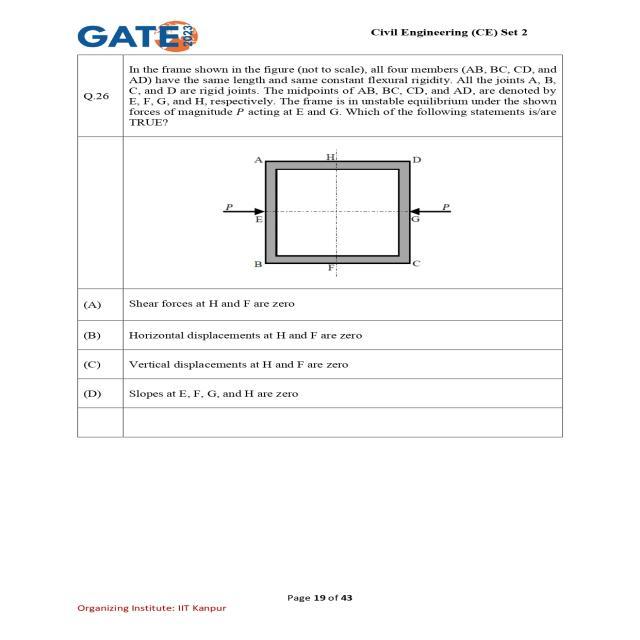 GATE 2023
Civil Engineering (CE) Set 2
Q.26
In the frame shown in the figure (not to scale), all four members (AB, BC, CD, and
AD) have the same length and same constant flexural rigidity. All the joints A, B,
C, and D are rigid joints. The midpoints of AB, BC, CD, and AD, are denoted by
E, F, G, and H, respectively. The frame is in unstable equilibrium under the shown
forces of magnitude P acting at E and G. Which of the following statements is/are
TRUE?
A H D
P P
E G
B F C
(A) Shear forces at H and F are zero
(B) Horizontal displacements at H and F are zero
(C) Vertical displacements at H and F are zero
(D) Slopes at E, F, G, and H are zero
Page 19 of 43
Organizing Institute: IIT Kanpur